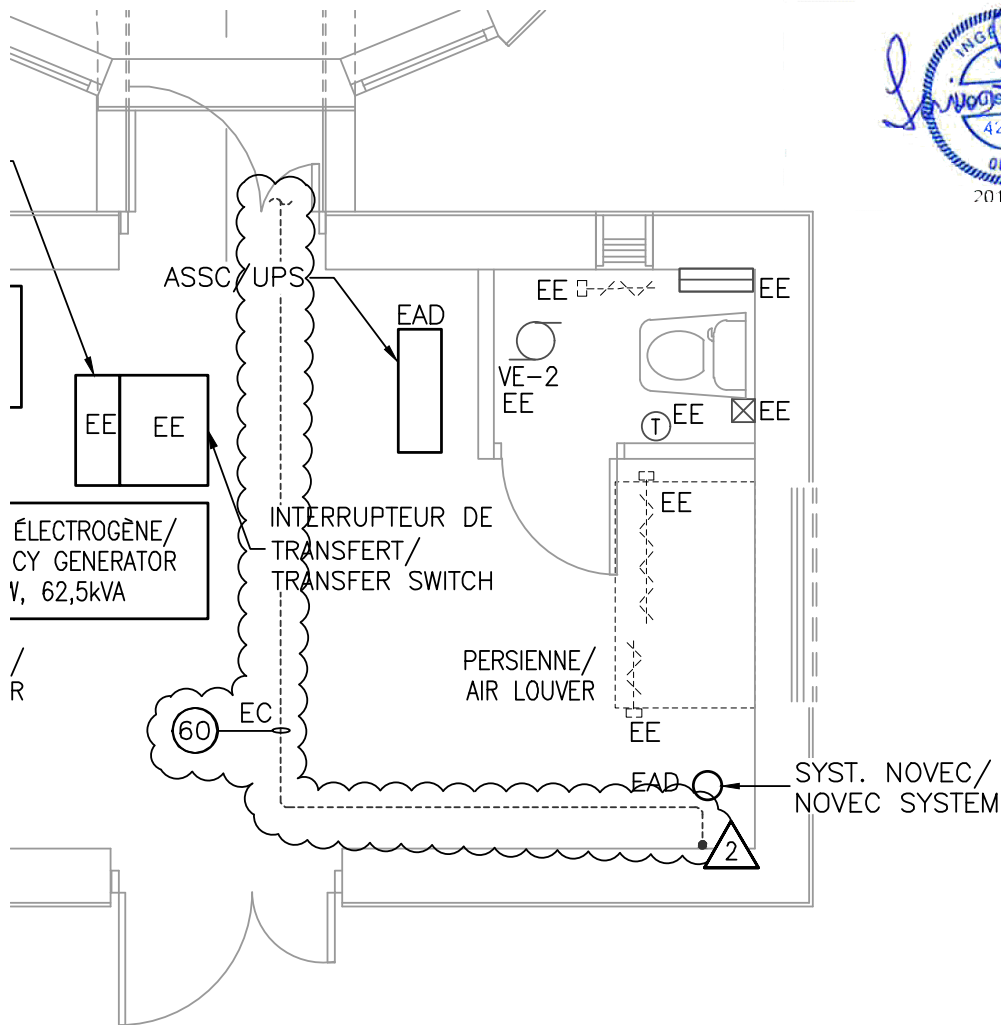 ASSC/UPS
EAD
EE
EE
VE-2
EE
EE EE
T EE
EE
ÉLECTROGÈNE/
CY GENERATOR
62,5kVA
INTERRUPTEUR DE
TRANSFERT/
TRANSFER SWITCH
EE
/
R
PERSIENNE/
AIR LOUVER
EE
60 EC
EAD
SYST. NOVEC/
NOVEC SYSTEM
2